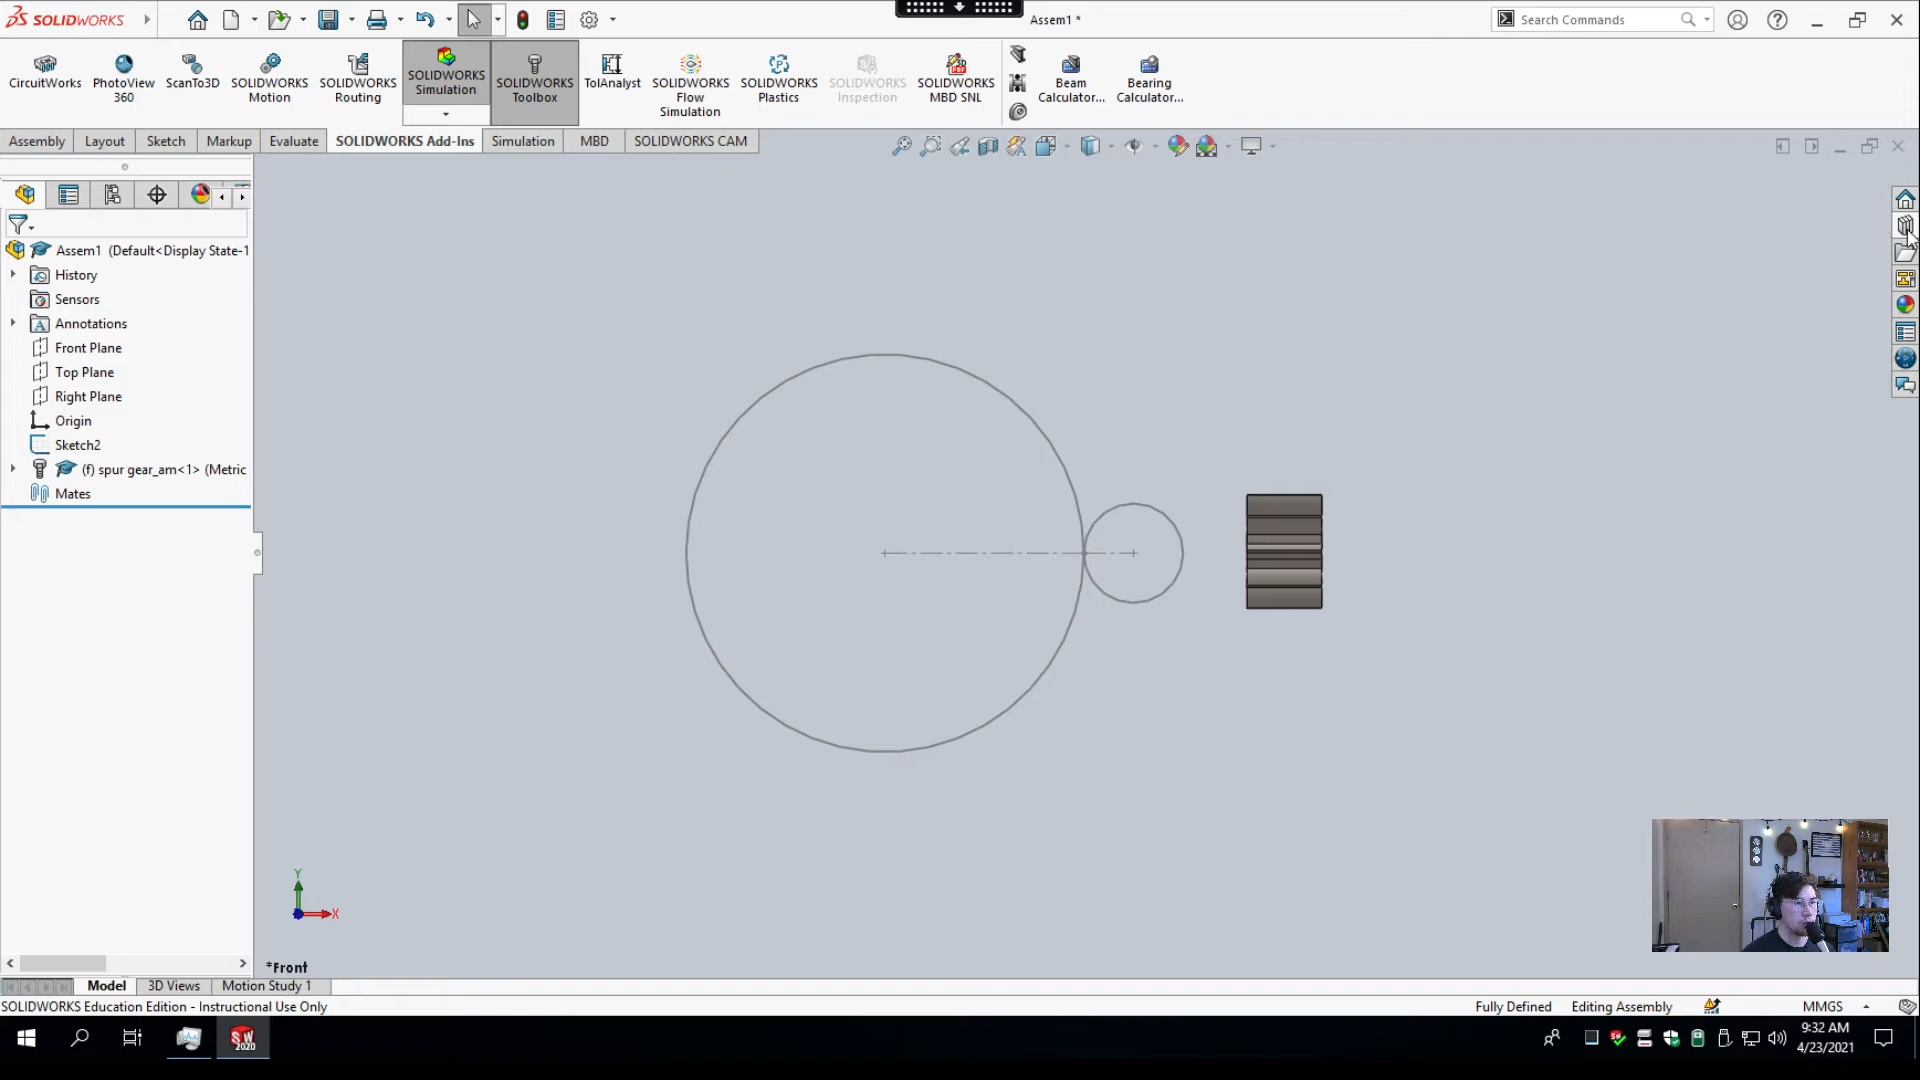 SOLIDWORKS
Assem1 *
Search Commands
CircuitWorks
PhotoView
360
ScanTo3D
SOLIDWORKS
Motion
SOLIDWORKS
Routing
SOLIDWORKS
Simulation
SOLIDWORKS
Toolbox
TolAnalyst
SOLIDWORKS
Flow
Simulation
SOLIDWORKS
Plastics
SOLIDWORKS
Inspection
SOLIDWORKS
MBD SNL
Beam
Calculator...
Bearing
Calculator...
Assembly Layout Sketch Markup Evaluate SOLIDWORKS Add-Ins Simulation MBD SOLIDWORKS CAM
Assem1 (Default<Display State-1
History
Sensors
Annotations
Front Plane
Top Plane
Right Plane
Origin
Sketch2
(f) spur gear_am<1> (Metric
Mates
Y
X
*Front
Model 3D Views Motion Study 1
SOLIDWORKS Education Edition - Instructional Use Only
Fully Defined Editing Assembly MMGS
SW
2020
9:32 AM
4/23/2021